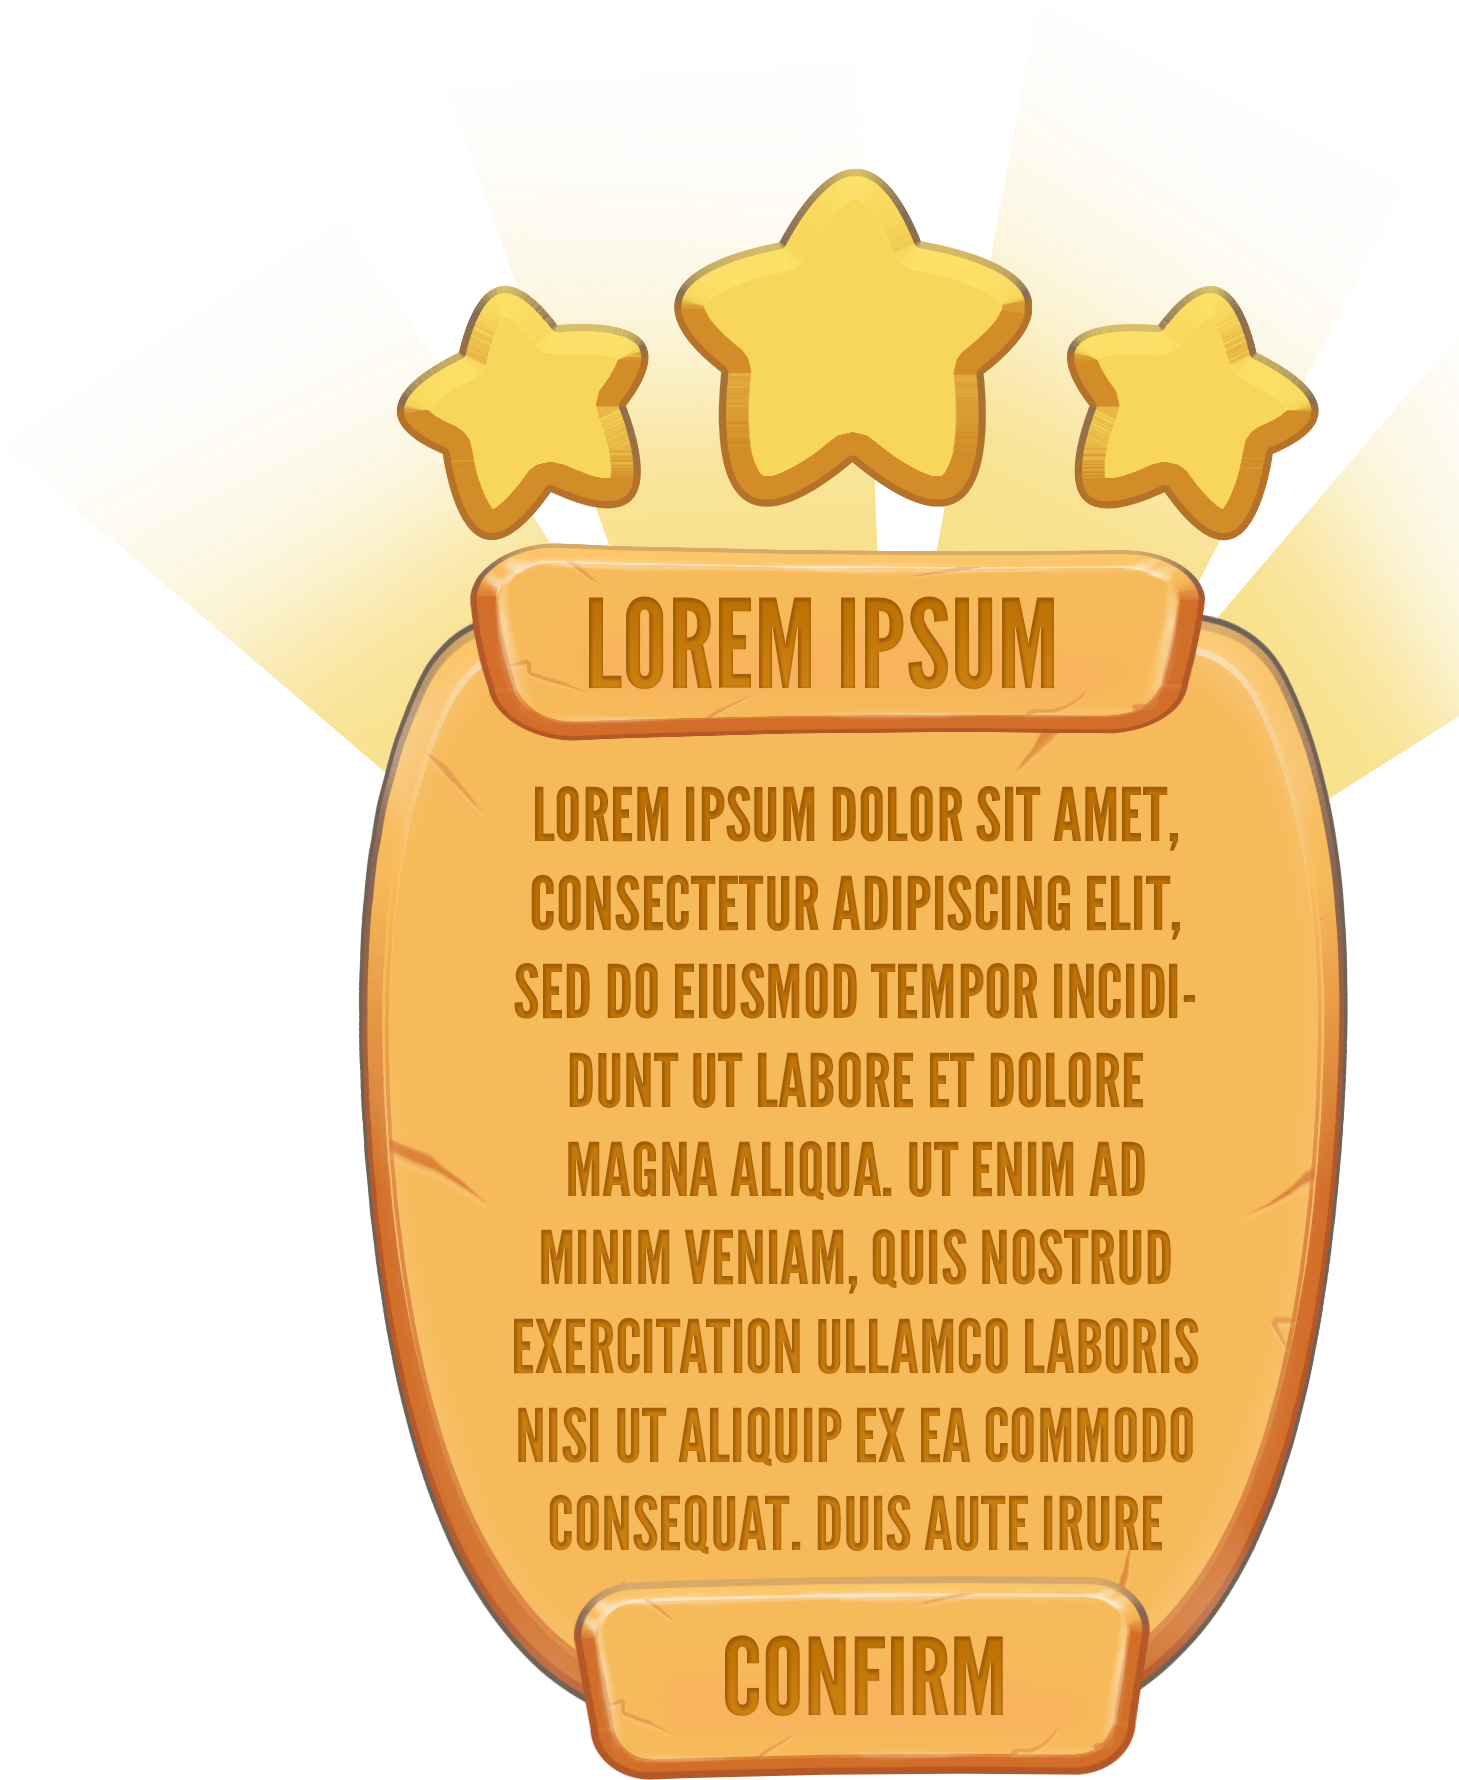 LOREM IPSUM
LOREM IPSUM DOLOR SIT AMET,
CONSECTETUR ADIPISCING ELIT,
SED DO EIUSMOD TEMPOR INCIDI-
DUNT UT LABORE ET DOLORE
MAGNA ALIQUA. UT ENIM AD
MINIM VENIAM, QUIS NOSTRUD
EXERCITATION ULLAMCO LABORIS
NISI UT ALIQUIP EX EA COMMODO
CONSEQUAT. DUIS AUTE IRURE
CONFIRM